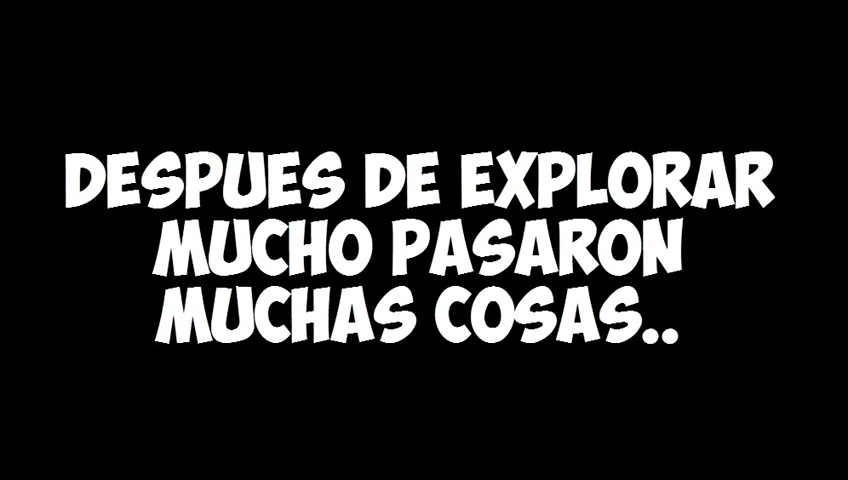 DESPUES DE EXPLORAR
MUCHO PASARON
MUCHAS COSAS..